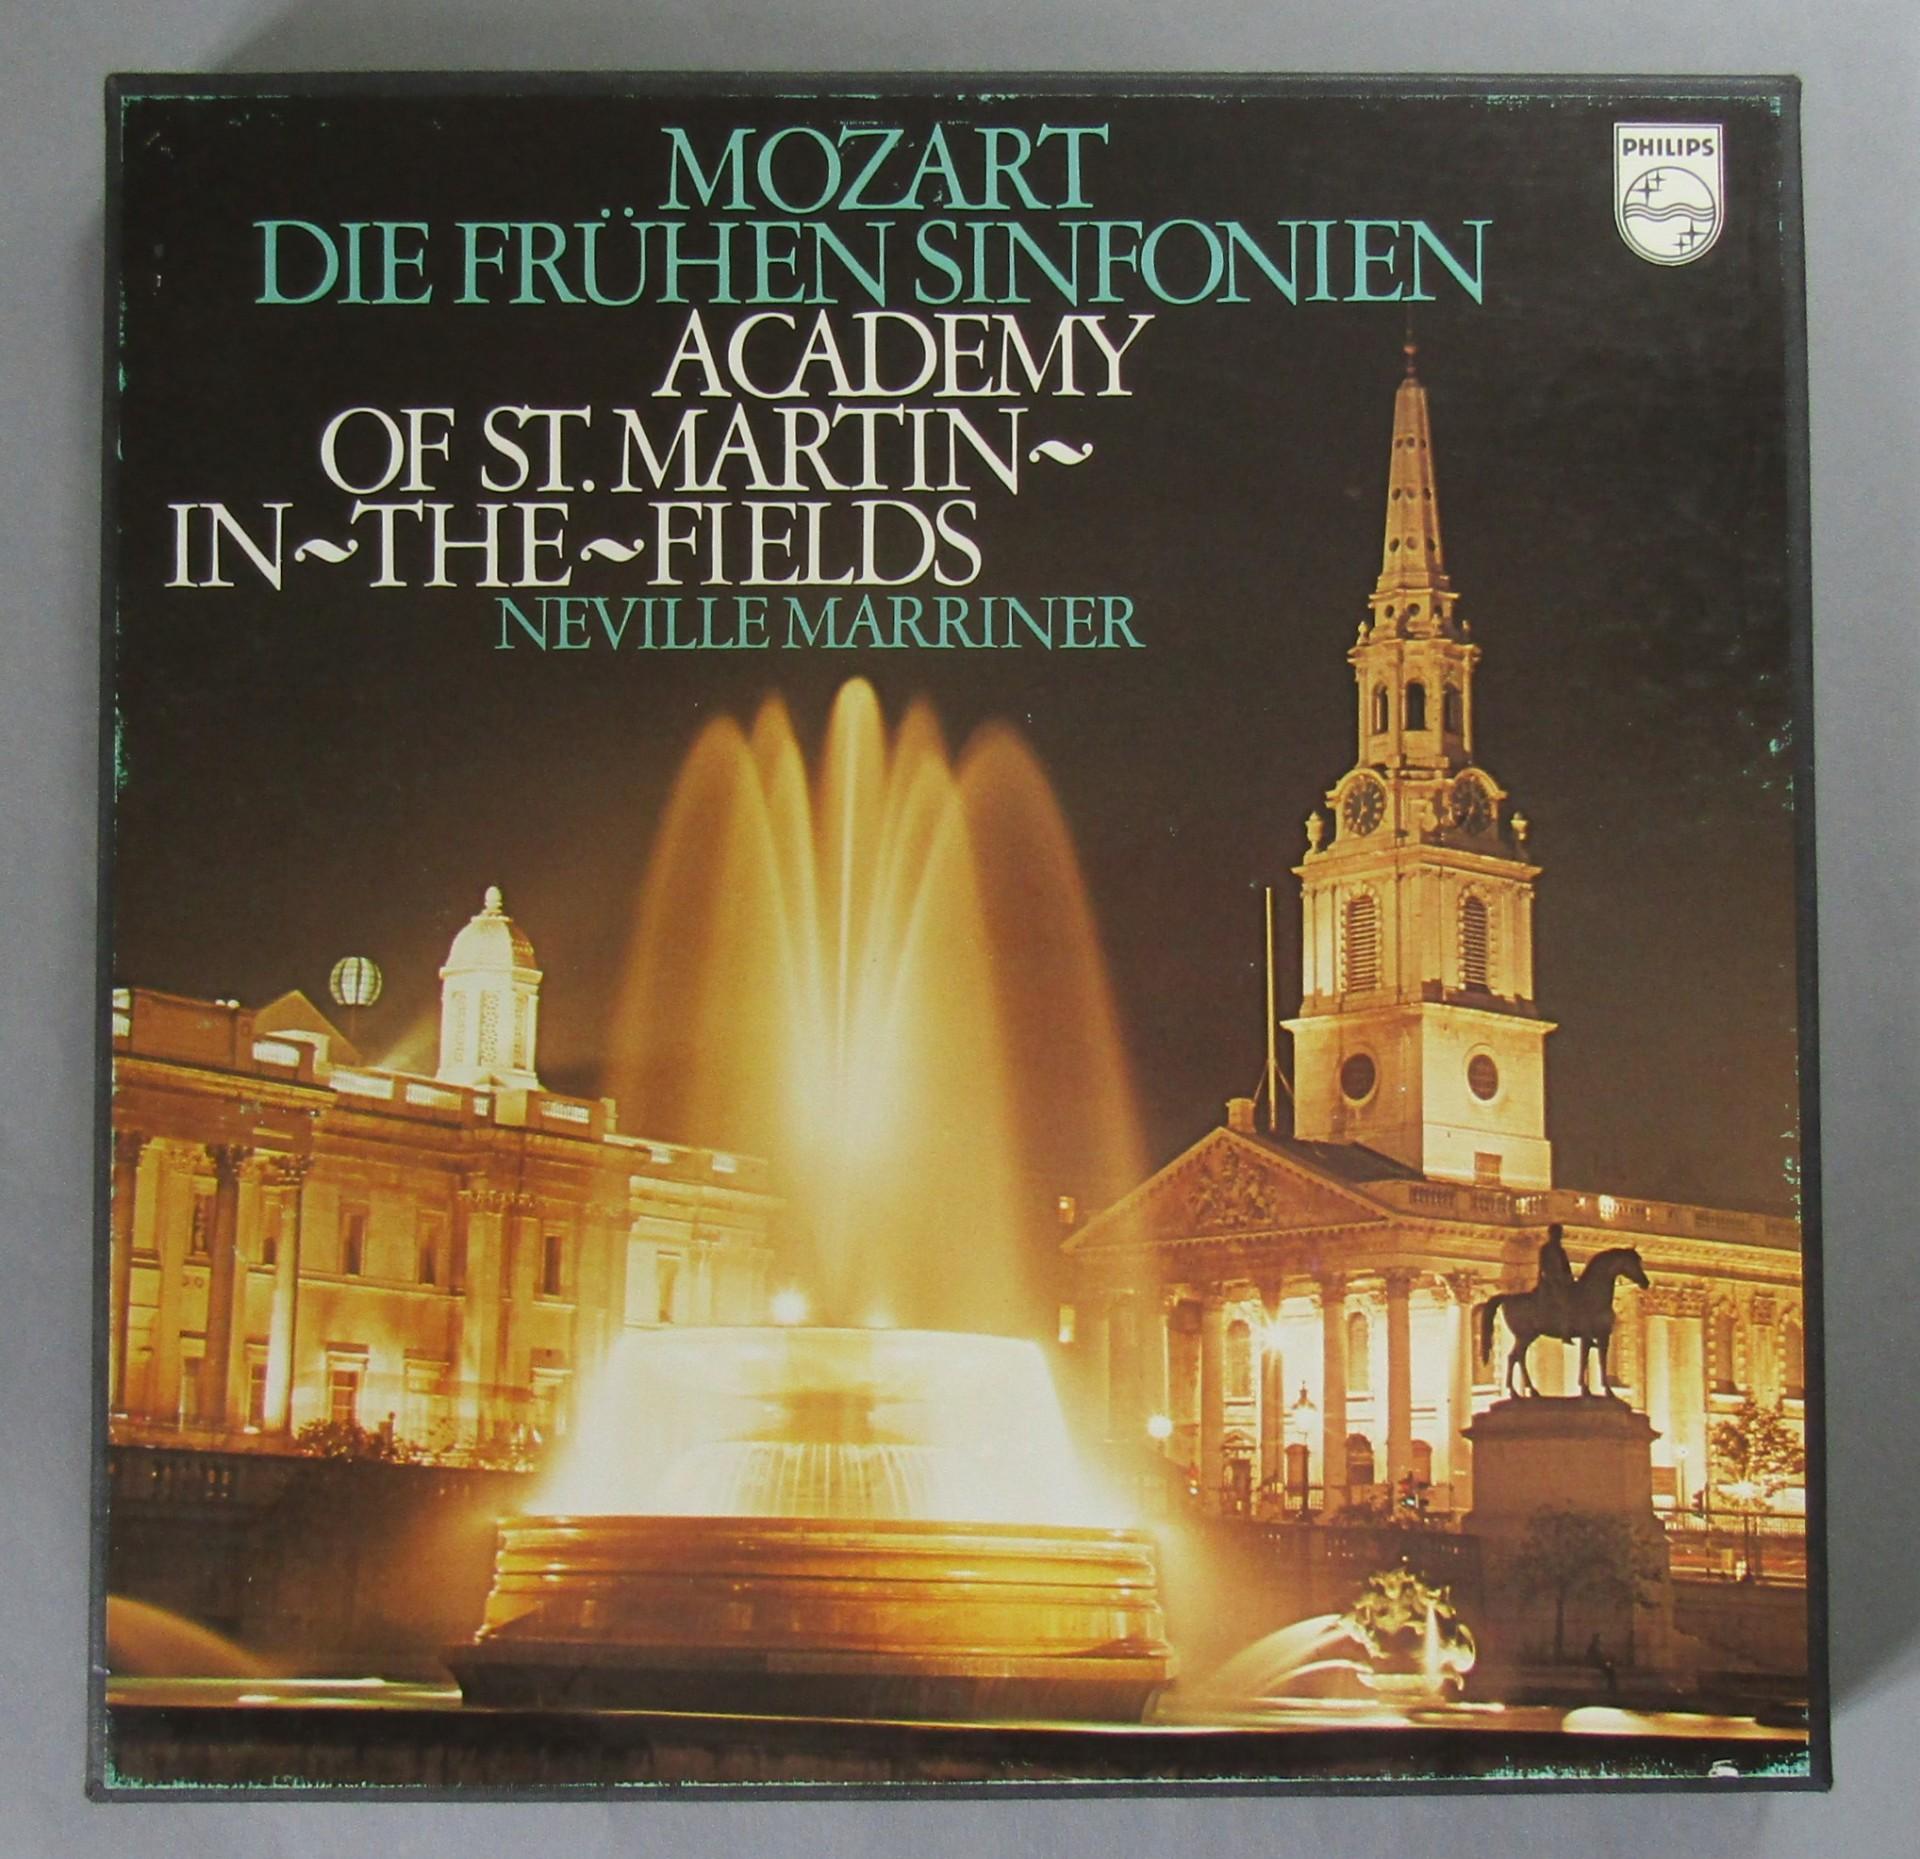 MOZART
DIE FRÜHEN SINFONIEN
ACADEMY
OF ST. MARTIN~
IN~THE~FIELDS
NEVILLE MARRINER
PHILIPS